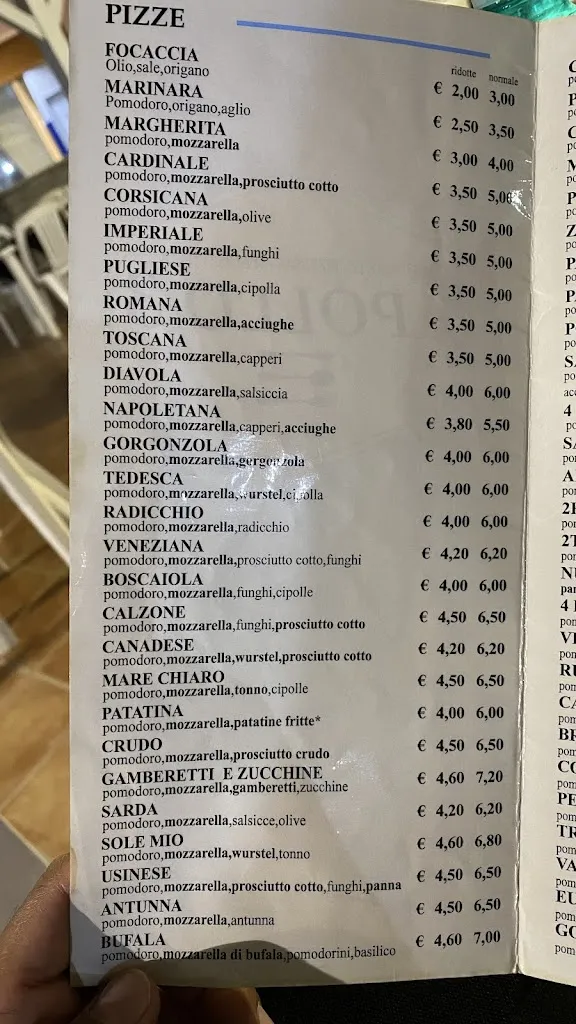 PIZZE
ridotte normale
FOCACCIA € 2,00 3,00
Olio,sale,origano
MARINARA € 2,50 3,50
Pomodoro,origano,aglio
MARGHERITA € 3,00 4,00
pomodoro,mozzarella
CARDINALE € 3,50 5,00
pomodoro,mozzarella,prosciutto cotto
CORSICANA € 3,50 5,00
pomodoro,mozzarella,olive
IMPERIALE € 3,50 5,00
pomodoro,mozzarella,funghi
PUGLIESE € 3,50 5,00
pomodoro,mozzarella,cipolla
ROMANA € 3,50 5,00
pomodoro,mozzarella,acciughe
TOSCANA € 3,50 5,00
pomodoro,mozzarella,capperi
DIAVOLA € 4,00 6,00
pomodoro,mozzarella,salsiccia
NAPOLETANA € 3,80 5,50
pomodoro,mozzarella,capperi,acciughe
GORGONZOLA € 4,00 6,00
pomodoro,mozzarella,gergonzola
TEDESCA € 4,00 6,00
pomodoro,mozzarella,wurstel,cipolla
RADICCHIO € 4,00 6,00
pomodoro,mozzarella,radicchio
VENEZIANA € 4,20 6,20
pomodoro,mozzarella,prosciutto cotto,funghi
BOSCAIOLA € 4,00 6,00
pomodoro,mozzarella,funghi,cipolle
CALZONE € 4,50 6,50
pomodoro,mozzarella,funghi,prosciutto cotto
CANADESE € 4,20 6,20
pomodoro,mozzarella,wurstel,prosciutto cotto
MARE CHIARO € 4,50 6,50
pomodoro,mozzarella,tonno,cipolle
PATATINA € 4,00 6,00
pomodoro,mozzarella,patatine fritte*
CRUDO € 4,50 6,50
pomodoro,mozzarella,prosciutto crudo
GAMBERETTI E ZUCCHINE € 4,60 7,20
pomodoro,mozzarella,gamberetti,zucchine
SARDA € 4,20 6,20
pomodoro,mozzarella,salsicce,olive
SOLE MIO € 4,60 6,80
pomodoro,mozzarella,wurstel,tonno
USINESE € 4,50 6,50
pomodoro,mozzarella,prosciutto cotto,funghi,panna
ANTUNNA € 4,50 6,50
pomodoro,mozzarella,antunna
BUFALA € 4,60 7,00
pomodoro,mozzarella di bufala,pomodorini,basilico